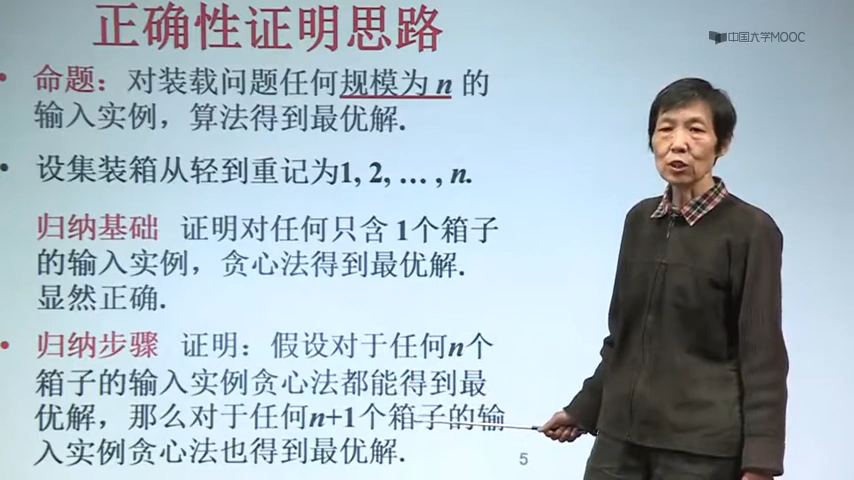 正确性证明思路
中国大学MOOC
• 命题：对装载问题任何规模为 n 的
输入实例，算法得到最优解.
• 设集装箱从轻到重记为1, 2, … , n.
归纳基础 证明对任何只含 1个箱子
的输入实例，贪心法得到最优解.
显然正确.
• 归纳步骤 证明：假设对于任何n个
箱子的输入实例贪心法都能得到最
优解，那么对于任何n+1个箱子的输
入实例贪心法也得到最优解.
5